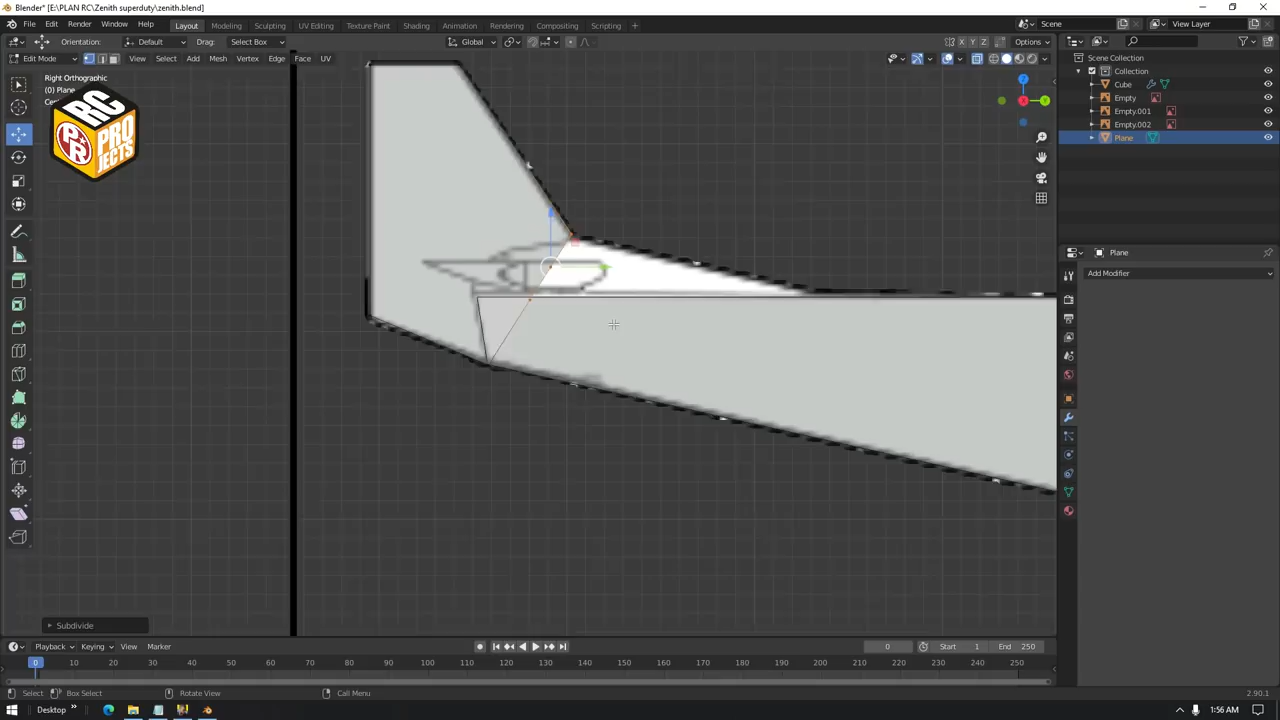 Blender* [E:\PLAN RC\Zenith superduty\zenith.blend]
File Edit Render Window Help Layout Modeling Sculpting UV Editing Texture Paint Shading Animation Rendering Compositing Scripting + Scene View Layer
Orientation: Default Drag: Select Box Global X Y Z Options
Edit Mode View Select Add Mesh Vertex Edge Face UV
Right Orthographic
(0) Plane
RC
PROJECTS
PR
Scene Collection
Collection
Cube
Empty
Empty.001
Empty.002
Plane
Plane
Add Modifier
Z
Y
Subdivide
Playback Keying View Marker 0 Start 1 End 250
0 10 20 30 40 50 60 70 80 90 100 110 120 130 140 150 160 170 180 190 200 210 220 230 240 250
Select Box Select Rotate View Call Menu 2.90.1
Desktop 1:56 AM